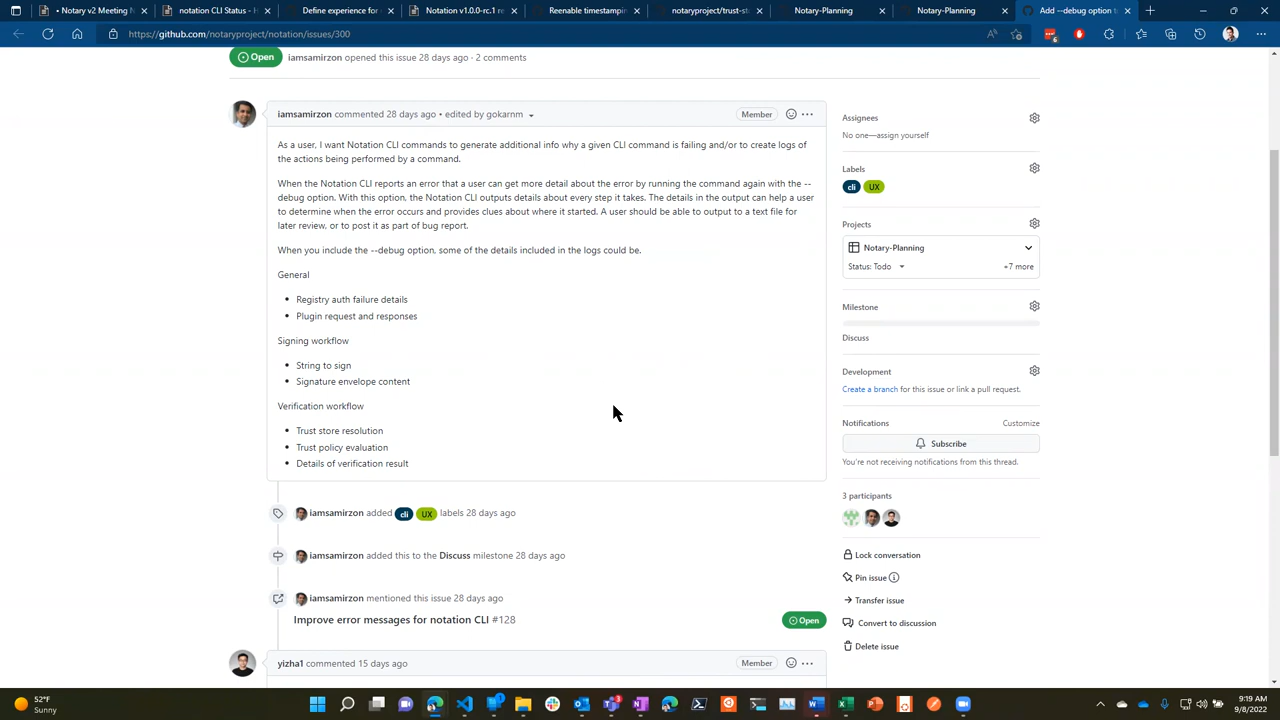 Notary v2 Meeting N
notation CLI Status - 
Define experience for 
Notation v1.0.0-rc.1 re
Reenable timestampin
notaryproject/trust-st
Notary-Planning
Notary-Planning
Add --debug option t
https://github.com/notaryproject/notation/issues/300
6
Open
iamsamirzon opened this issue 28 days ago · 2 comments
iamsamirzon commented 28 days ago • edited by gokarnm
Member
As a user, I want Notation CLI commands to generate additional info why a given CLI command is failing and/or to create logs of
the actions being performed by a command.
When the Notation CLI reports an error that a user can get more detail about the error by running the command again with the --
debug option. With this option, the Notation CLI outputs details about every step it takes. The details in the output can help a user
to determine when the error occurs and provides clues about where it started. A user should be able to output to a text file for
later review, or to post it as part of bug report.
When you include the --debug option, some of the details included in the logs could be.
General
• Registry auth failure details
• Plugin request and responses
Signing workflow
• String to sign
• Signature envelope content
Verification workflow
• Trust store resolution
• Trust policy evaluation
• Details of verification result
iamsamirzon added cli UX labels 28 days ago
iamsamirzon added this to the Discuss milestone 28 days ago
iamsamirzon mentioned this issue 28 days ago
Improve error messages for notation CLI #128
Open
yizha1 commented 15 days ago
Member
Assignees
No one—assign yourself
Labels
cli UX
Projects
Notary-Planning
Status: Todo
+7 more
Milestone
Discuss
Development
Create a branch for this issue or link a pull request.
Notifications
Customize
Subscribe
You're not receiving notifications from this thread.
3 participants
Lock conversation
Pin issue
Transfer issue
Convert to discussion
Delete issue
52°F
Sunny
9:19 AM
9/8/2022